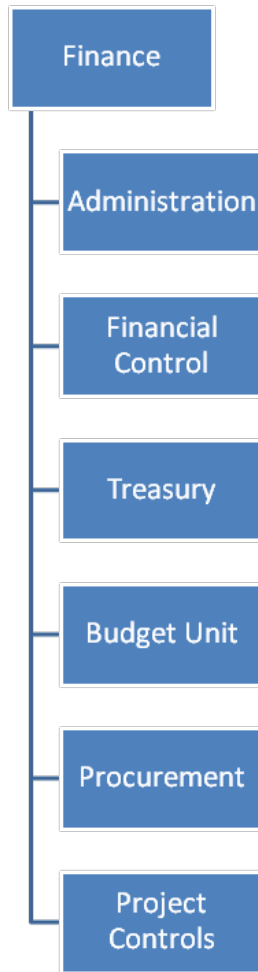 Finance
Administration
Financial
Control
Treasury
Budget Unit
Procurement
Project
Controls